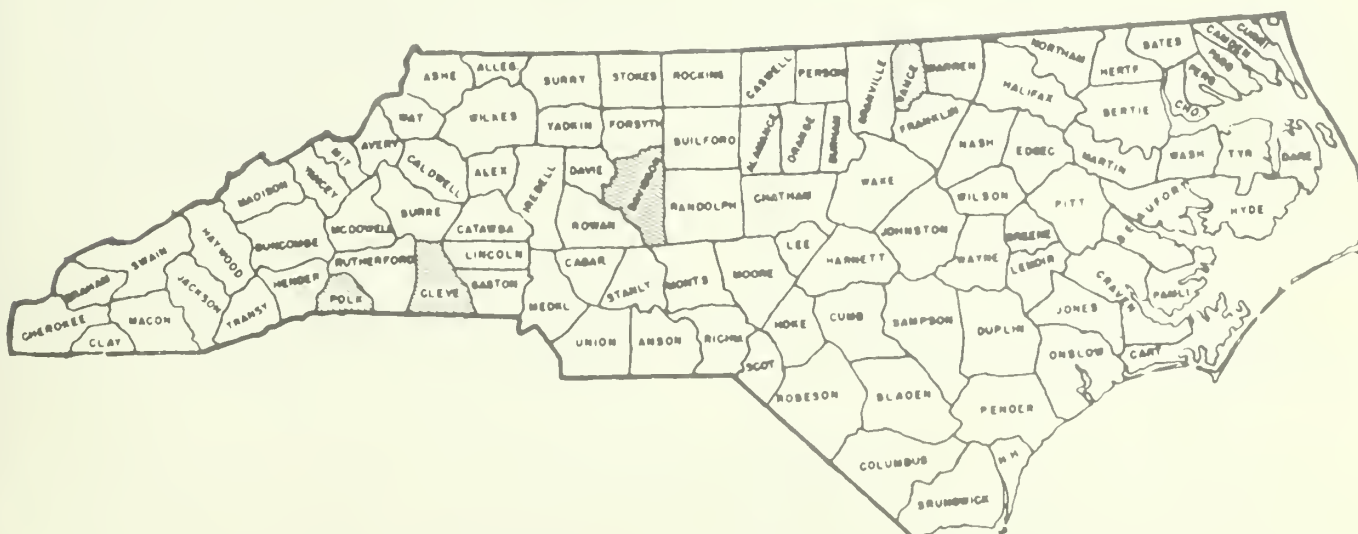 ASHE
ALLEG
SURRY
STOKES
ROCKING
CASWELL
PERSON
GRANVILLE
VANCE
WARREN
NORTHAM
HERTF
GATES
CAMDEN
CURRI
PASQ
PERQ
CHO.
WAT
WILKES
YADKIN
FORSYTH
GUILFORD
ALAMANCE
ORANGE
DURHAM
FRANKLIN
HALIFAX
BERTIE
AVERY
MIT
YANCEY
MADISON
CALDWELL
ALEX
IREDELL
DAVIE
DAVIDSON
RANDOLPH
CHATHAM
WAKE
NASH
EDGEC
MARTIN
WASH
TYR
DARE
SWAIN
HAYWOOD
BUNCOMBE
MCDOWELL
BURKE
CATAWBA
ROWAN
WILSON
PITT
BEAUFORT
HYDE
GRAHAM
JACKSON
HENDER
RUTHERFORD
LINCOLN
CABAR
STANLY
MONTG
MOORE
LEE
HARNETT
JOHNSTON
WAYNE
GREENE
LENOIR
CRAVEN
PAMLI
CHEROKEE
CLAY
MACON
TRANSY
POLK
CLEVE
GASTON
MECKL
UNION
ANSON
RICHM
SCOT
HOKE
CUMB
SAMPSON
DUPLIN
JONES
ONSLOW
CART
ROBESON
BLADEN
PENDER
COLUMBUS
BRUNSWICK
N H